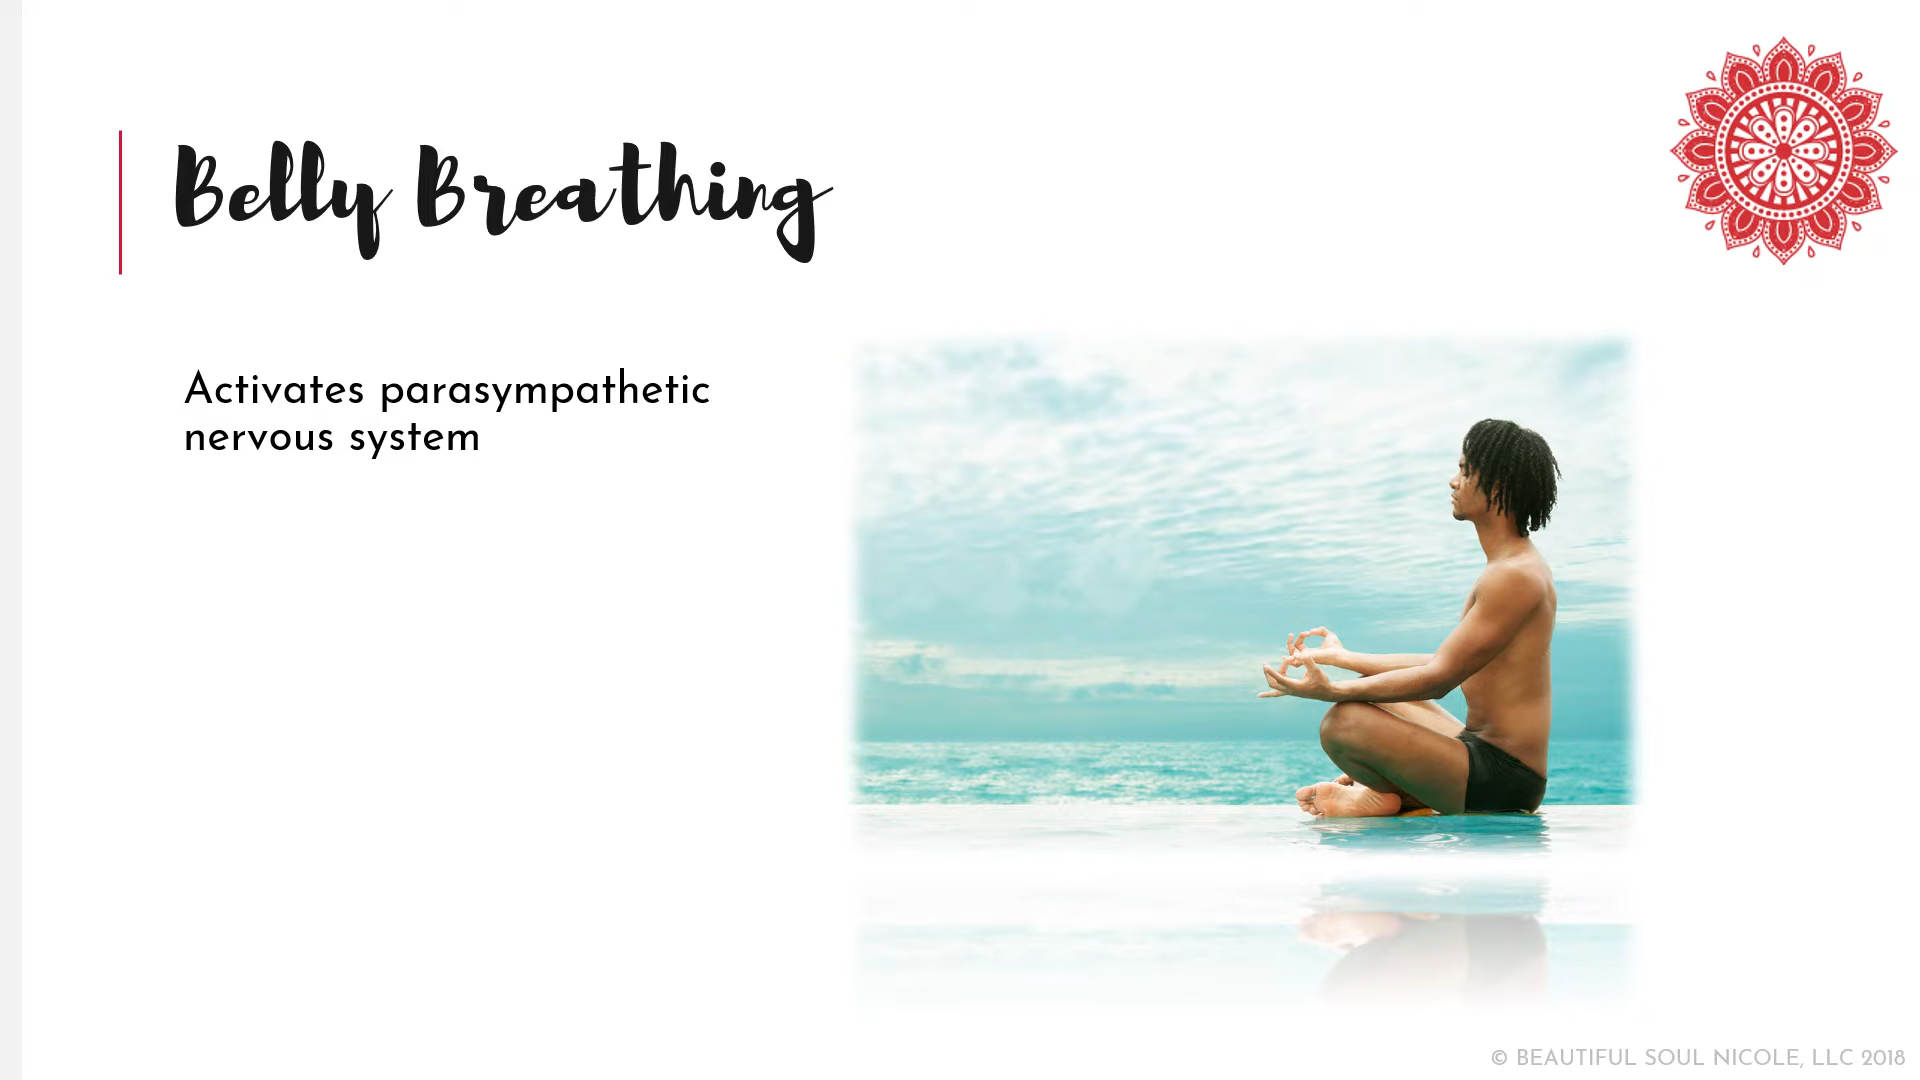 Belly Breathing
Activates parasympathetic
nervous system
© BEAUTIFUL SOUL NICOLE, LLC 2018